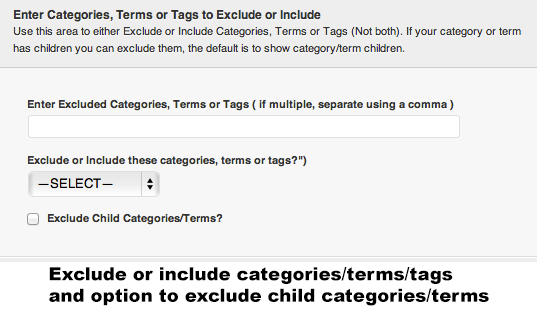 Enter Categories, Terms or Tags to Exclude or Include
Use this area to either Exclude or Include Categories, Terms or Tags (Not both). If your category or term
has children you can exclude them, the default is to show category/term children.
Enter Excluded Categories, Terms or Tags ( if multiple, separate using a comma )
Exclude or Include these categories, terms or tags?")
—SELECT—
Exclude Child Categories/Terms?
Exclude or include categories/terms/tags
and option to exclude child categories/terms